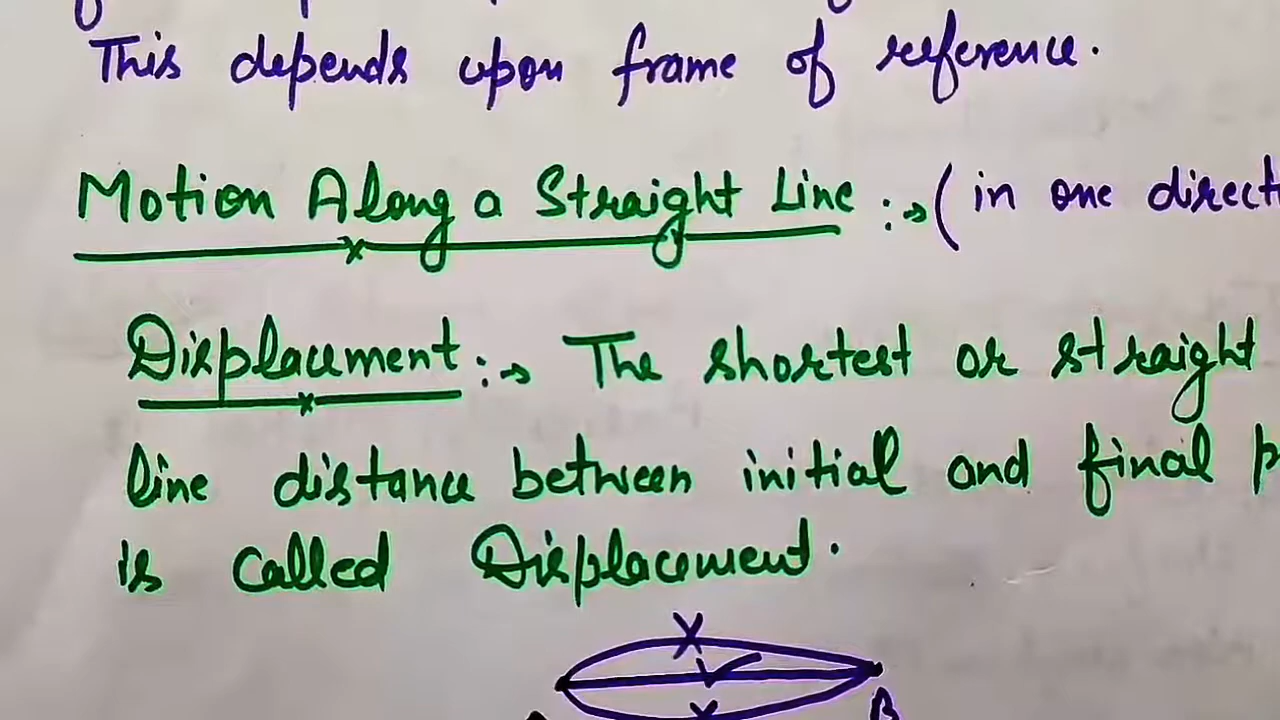 This depends upon frame of reference.
Motion Along a Straight Line :→ (in one direct
Displacement :→ The shortest or straight
line distance between initial and final p
is called Displacement.
X
X
B